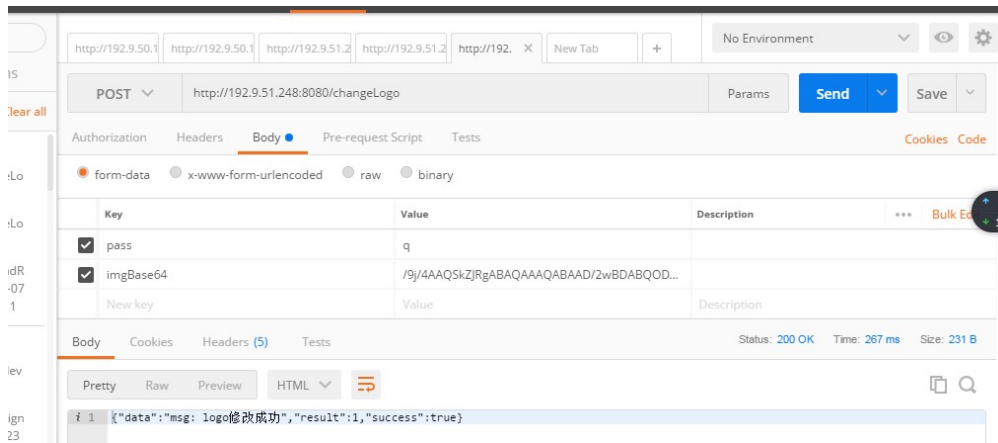 http://192.9.50.1 http://192.9.50.1 http://192.9.51.2 http://192.9.51.2 http://192. New Tab +
No Environment
POST http://192.9.51.248:8080/changeLogo Params Send Save
Clear all
Authorization Headers Body Pre-request Script Tests Cookies Code
form-data x-www-form-urlencoded raw binary
Key Value Description ••• Bulk Ed
pass q
imgBase64 /9j/4AAQSkZJRgABAQAAAQABAAD/2wBDABQOD...
New key Value Description
Body Cookies Headers (5) Tests Status: 200 OK Time: 267 ms Size: 231 B
Pretty Raw Preview HTML
i 1 {"data":"msg: logo修改成功","result":1,"success":true}